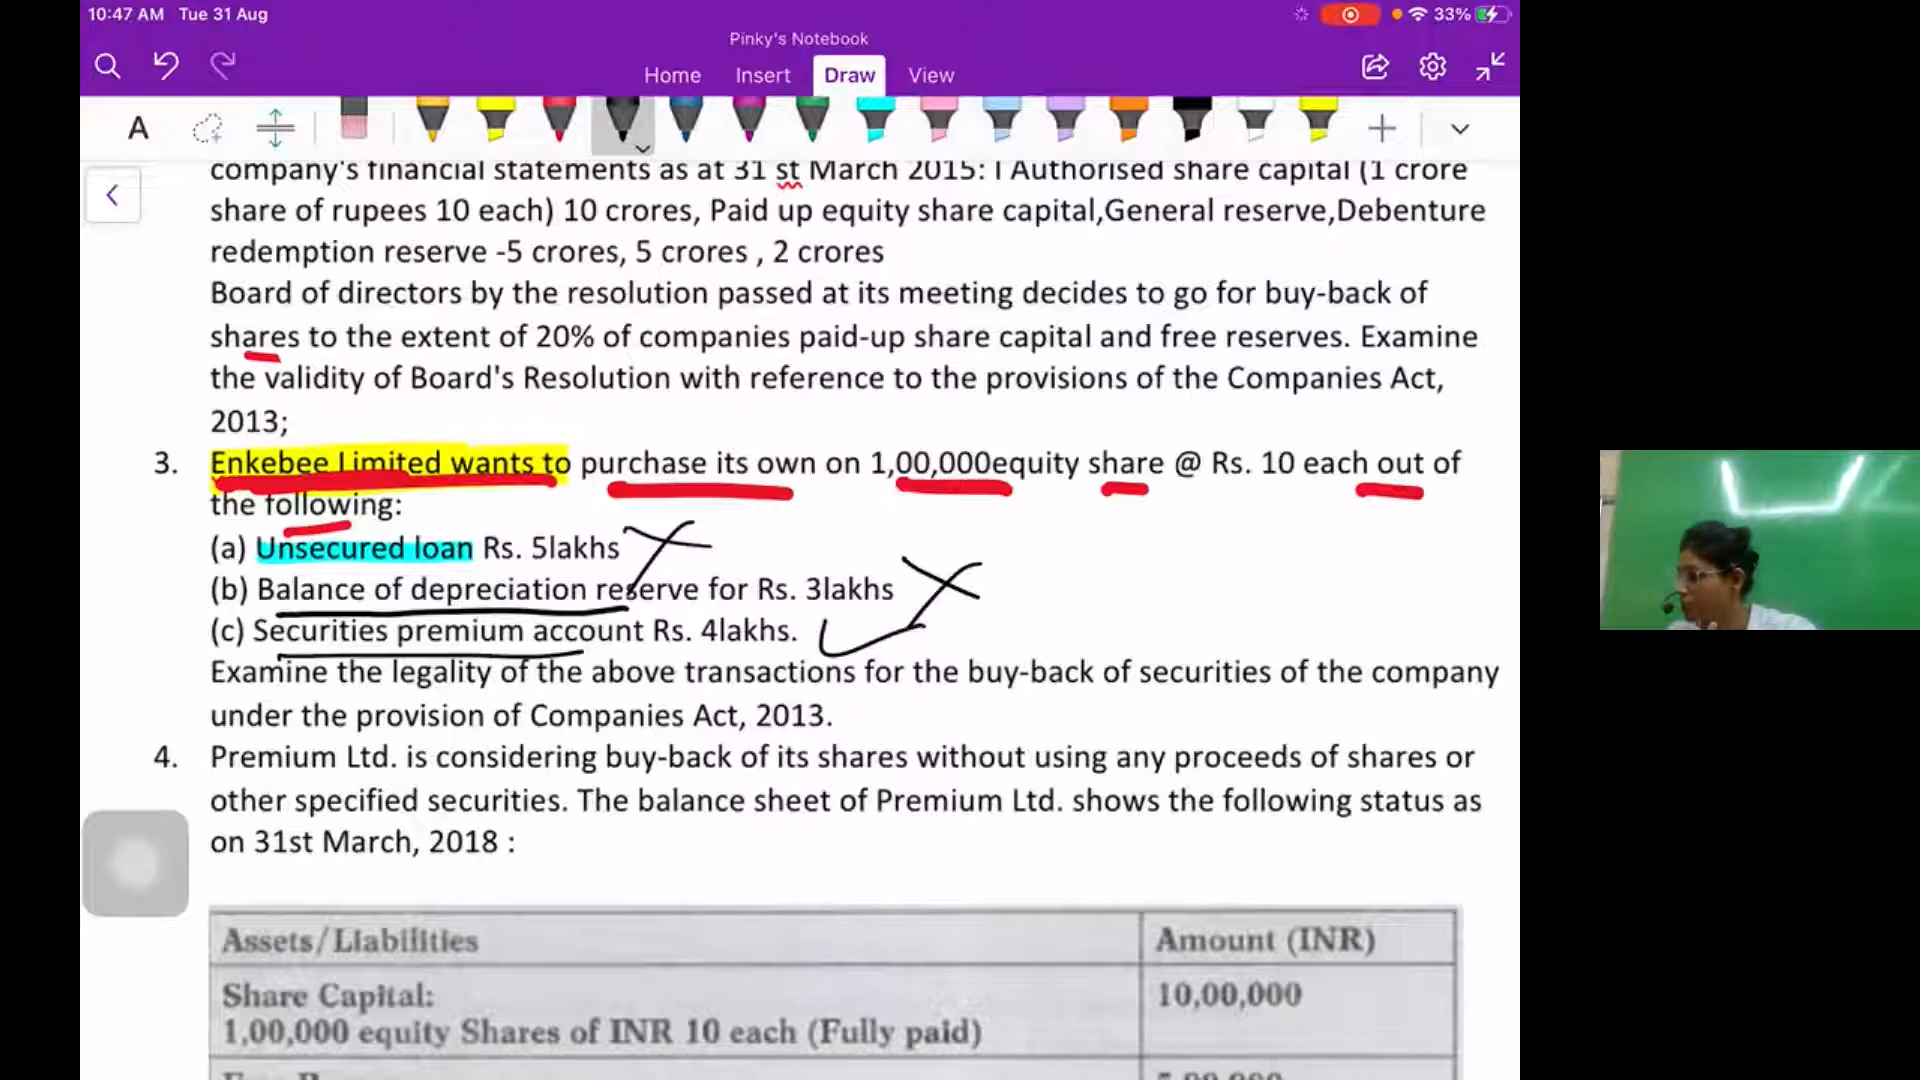 10:47 AM Tue 31 Aug
33%
Pinky's Notebook
Home Insert Draw View
A
company's financial statements as at 31 st March 2015: I Authorised share capital (1 crore
share of rupees 10 each) 10 crores, Paid up equity share capital,General reserve,Debenture
redemption reserve -5 crores, 5 crores , 2 crores
Board of directors by the resolution passed at its meeting decides to go for buy-back of
shares to the extent of 20% of companies paid-up share capital and free reserves. Examine
the validity of Board's Resolution with reference to the provisions of the Companies Act,
2013;
3. Enkebee Limited wants to purchase its own on 1,00,000equity share @ Rs. 10 each out of
the following:
(a) Unsecured loan Rs. 5lakhs
(b) Balance of depreciation reserve for Rs. 3lakhs
(c) Securities premium account Rs. 4lakhs.
Examine the legality of the above transactions for the buy-back of securities of the company
under the provision of Companies Act, 2013.
4. Premium Ltd. is considering buy-back of its shares without using any proceeds of shares or
other specified securities. The balance sheet of Premium Ltd. shows the following status as
on 31st March, 2018 :
Assets/Liabilities Amount (INR)
Share Capital: 10,00,000
1,00,000 equity Shares of INR 10 each (Fully paid)